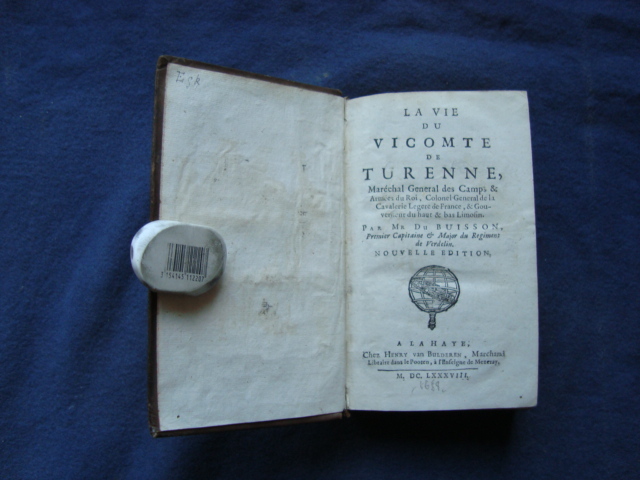 LA VIE
DU
VICOMTE
DE
TURENNE,
Maréchal General des Camps &
Armées du Roi, Colonel General de la
Cavalerie Legere de France, & Gou-
verneur du haut & bas Limosin.
PAR MR. DU BUISSON,
Premier Capitaine & Major du Regiment
de Verdelin.
NOUVELLE EDITION,
A LA HAYE,
Chez HENRY van BULDEREN, Marchand
Libraire dans le Pooten, à l'Enseigne de Mezeray,
M. DC. LXXXVIII,